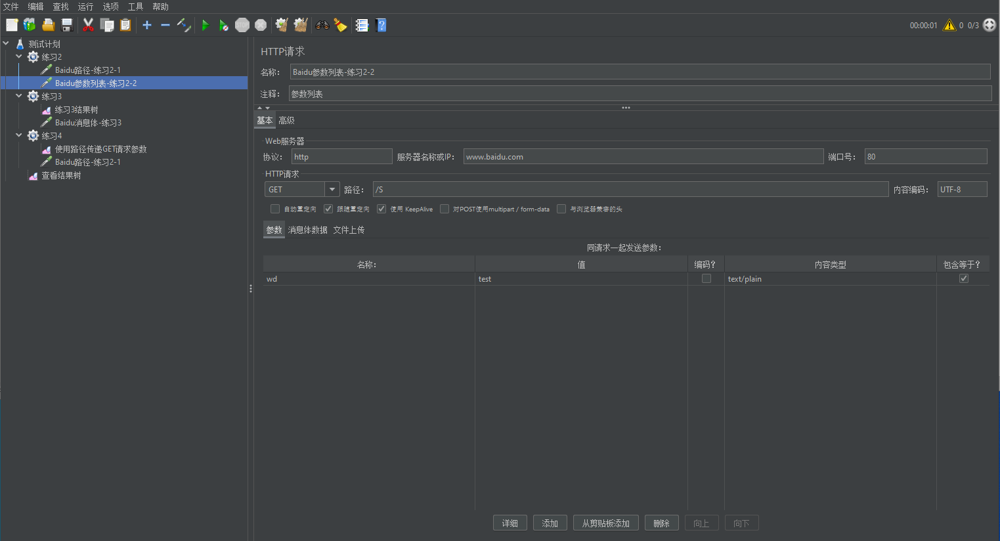 文件 编辑 查找 运行 选项 工具 帮助
00:00:01 0 0/3
测试计划
练习2
Baidu路径-练习2-1
Baidu参数列表-练习2-2
练习3
练习3结果树
Baidu消息体-练习3
练习4
使用路径传递GET请求参数
Baidu路径-练习2-1
查看结果树
HTTP请求
名称： Baidu参数列表-练习2-2
注释： 参数列表
基本 高级
Web服务器
协议： http 服务器名称或IP： www.baidu.com 端口号： 80
HTTP请求
GET 路径： /S 内容编码： UTF-8
自动重定向 跟随重定向 使用 KeepAlive 对POST使用multipart / form-data 与浏览器兼容的头
参数 消息体数据 文件上传
同请求一起发送参数：
名称： 值 编码？ 内容类型 包含等于？
wd test text/plain
详细 添加 从剪贴板添加 删除 向上 向下